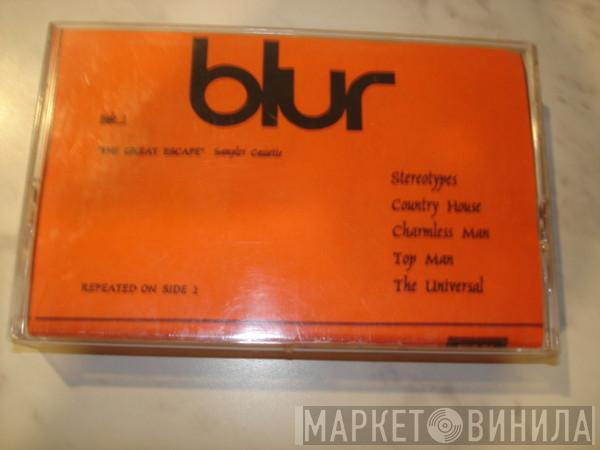 blur
"THE GREAT ESCAPE" Sampler Cassette
Stereotypes
Country House
Charmless Man
Top Man
The Universal
REPEATED ON SIDE 2
МАРКЕТ ВИНИЛА